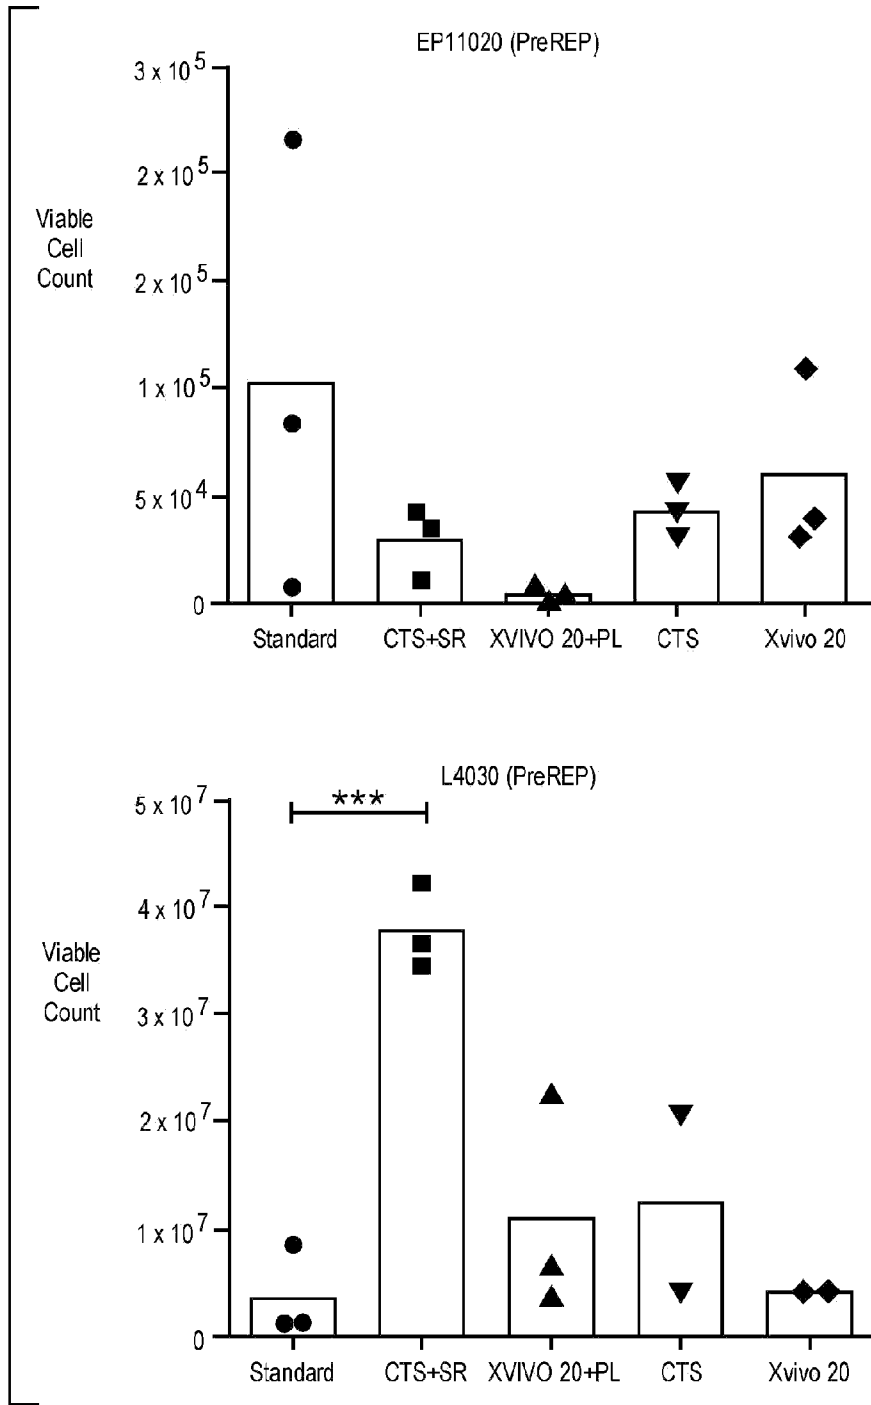 EP11020 (PreREP)
3 x 10^5
2 x 10^5
Viable
Cell
Count
2 x 10^5
1 x 10^5
5 x 10^4
0
Standard CTS+SR XVIVO 20+PL CTS Xvivo 20
L4030 (PreREP)
5 x 10^7
***
4 x 10^7
Viable
Cell
Count
3 x 10^7
2 x 10^7
1 x 10^7
0
Standard CTS+SR XVIVO 20+PL CTS Xvivo 20